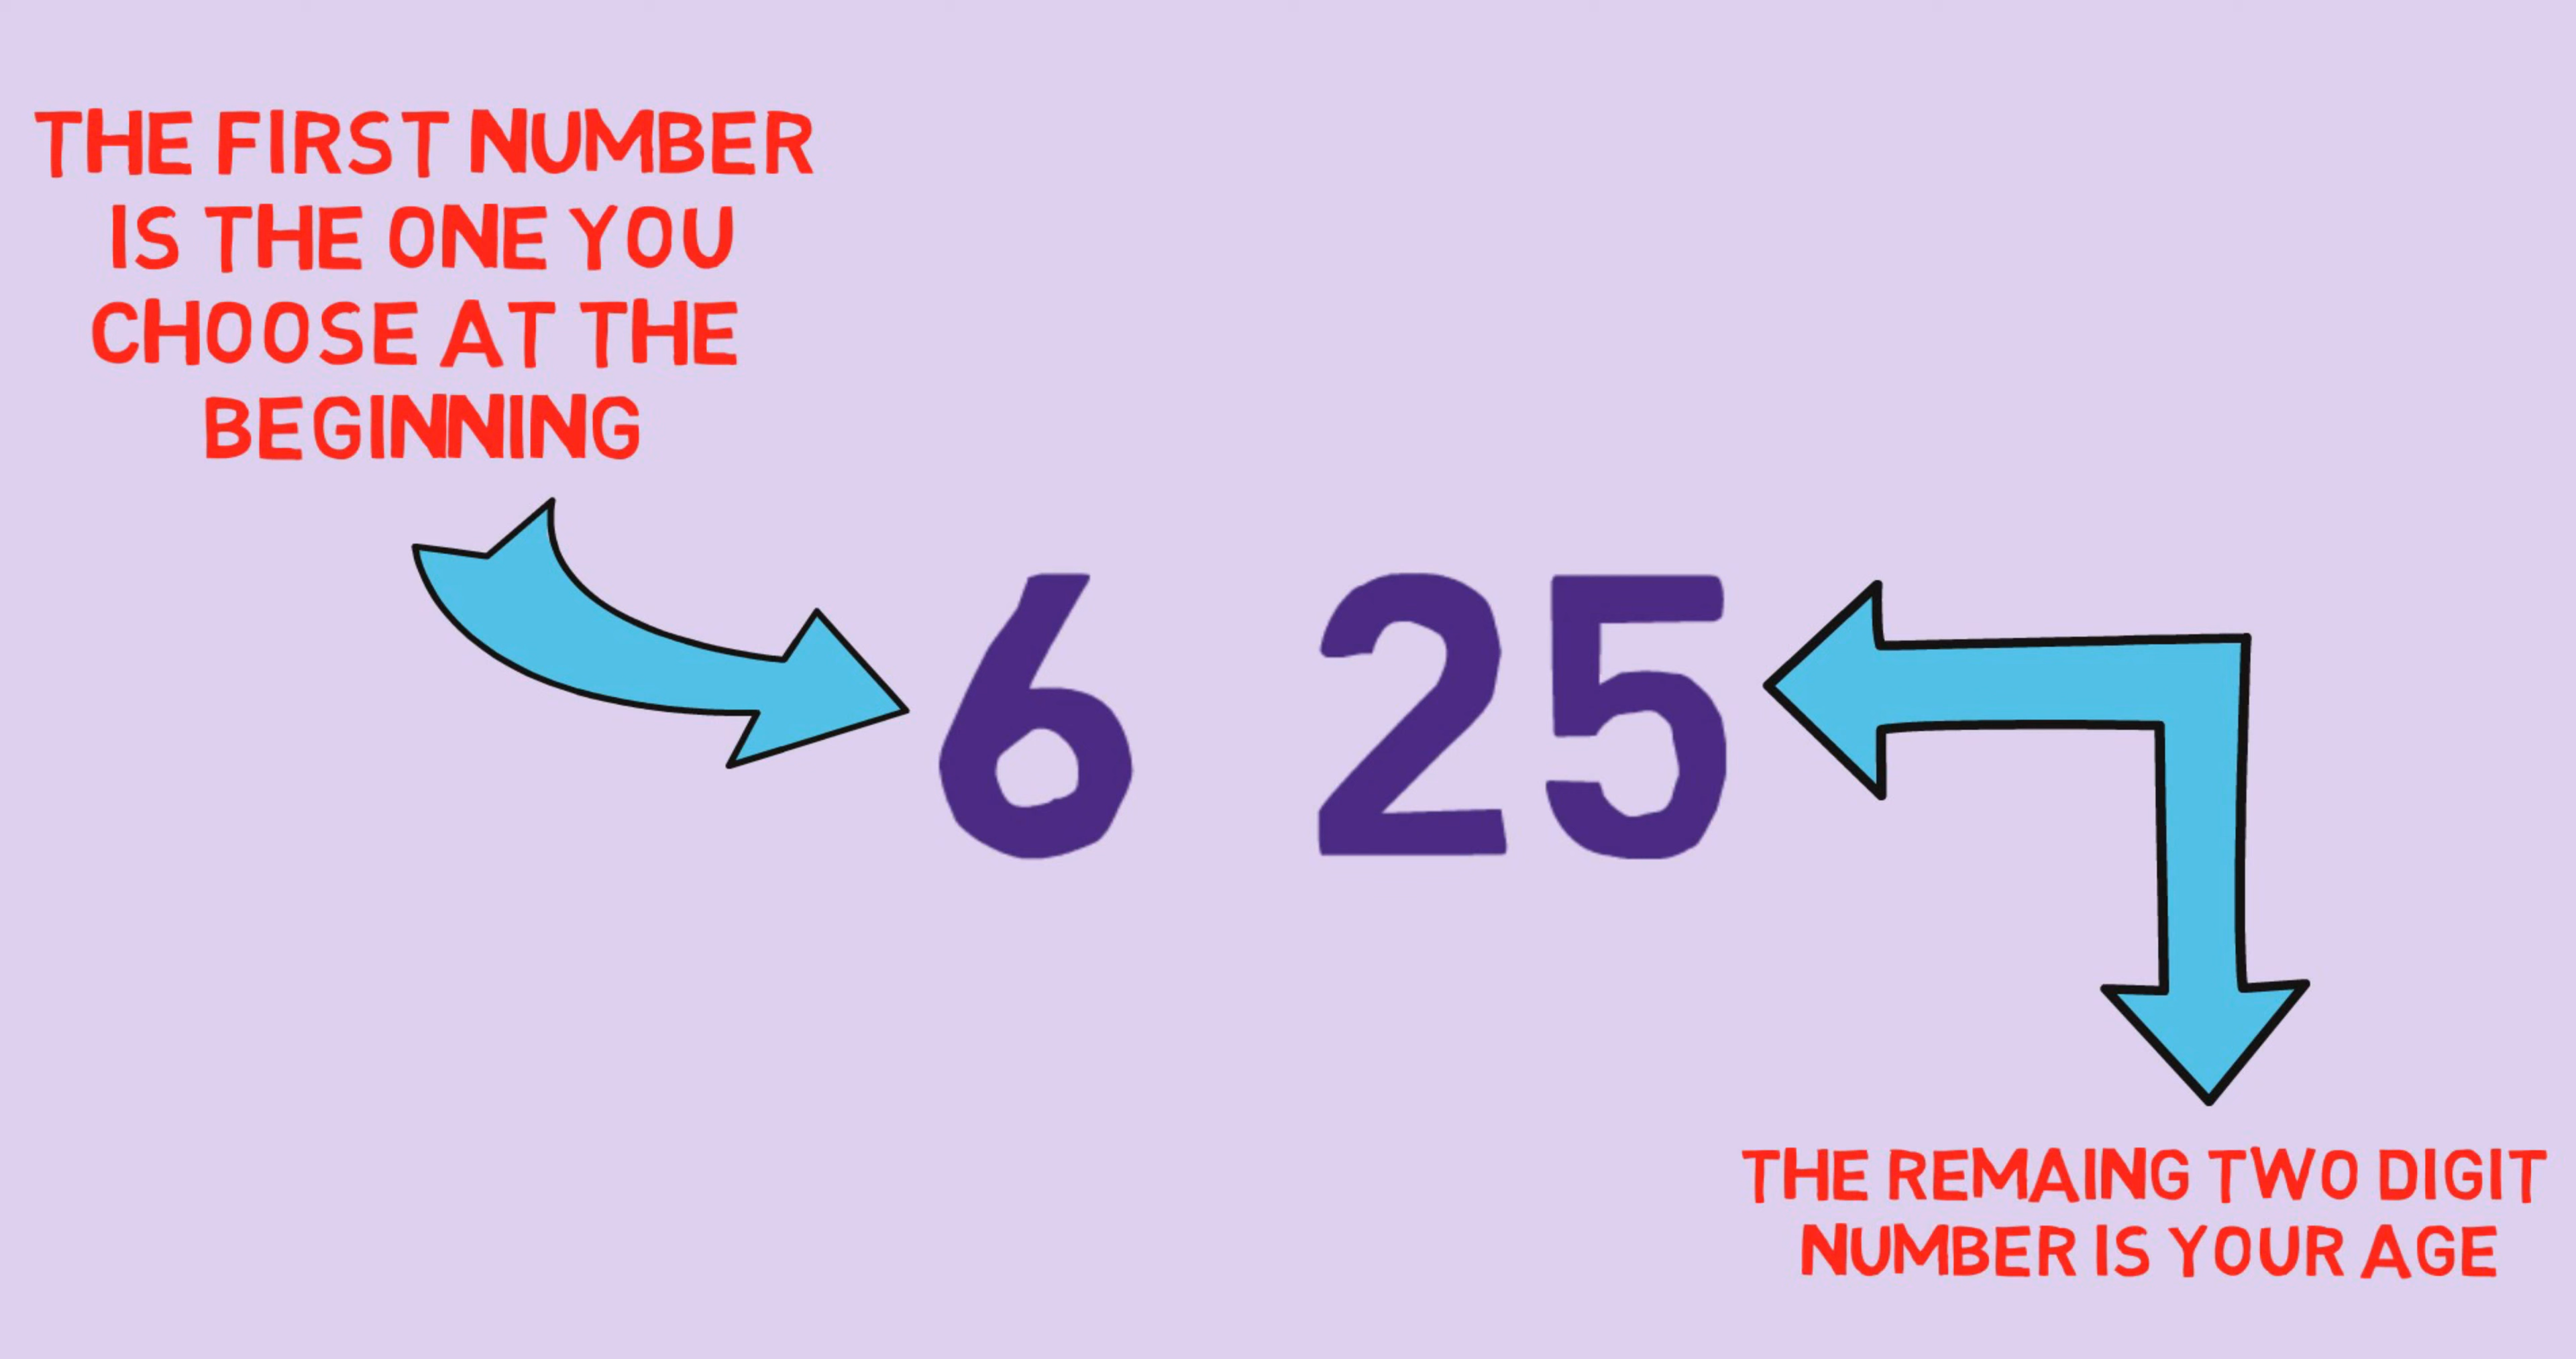 THE FIRST NUMBER
IS THE ONE YOU
CHOOSE AT THE
BEGINNING
6 25
THE REMAING TWO DIGIT
NUMBER IS YOUR AGE